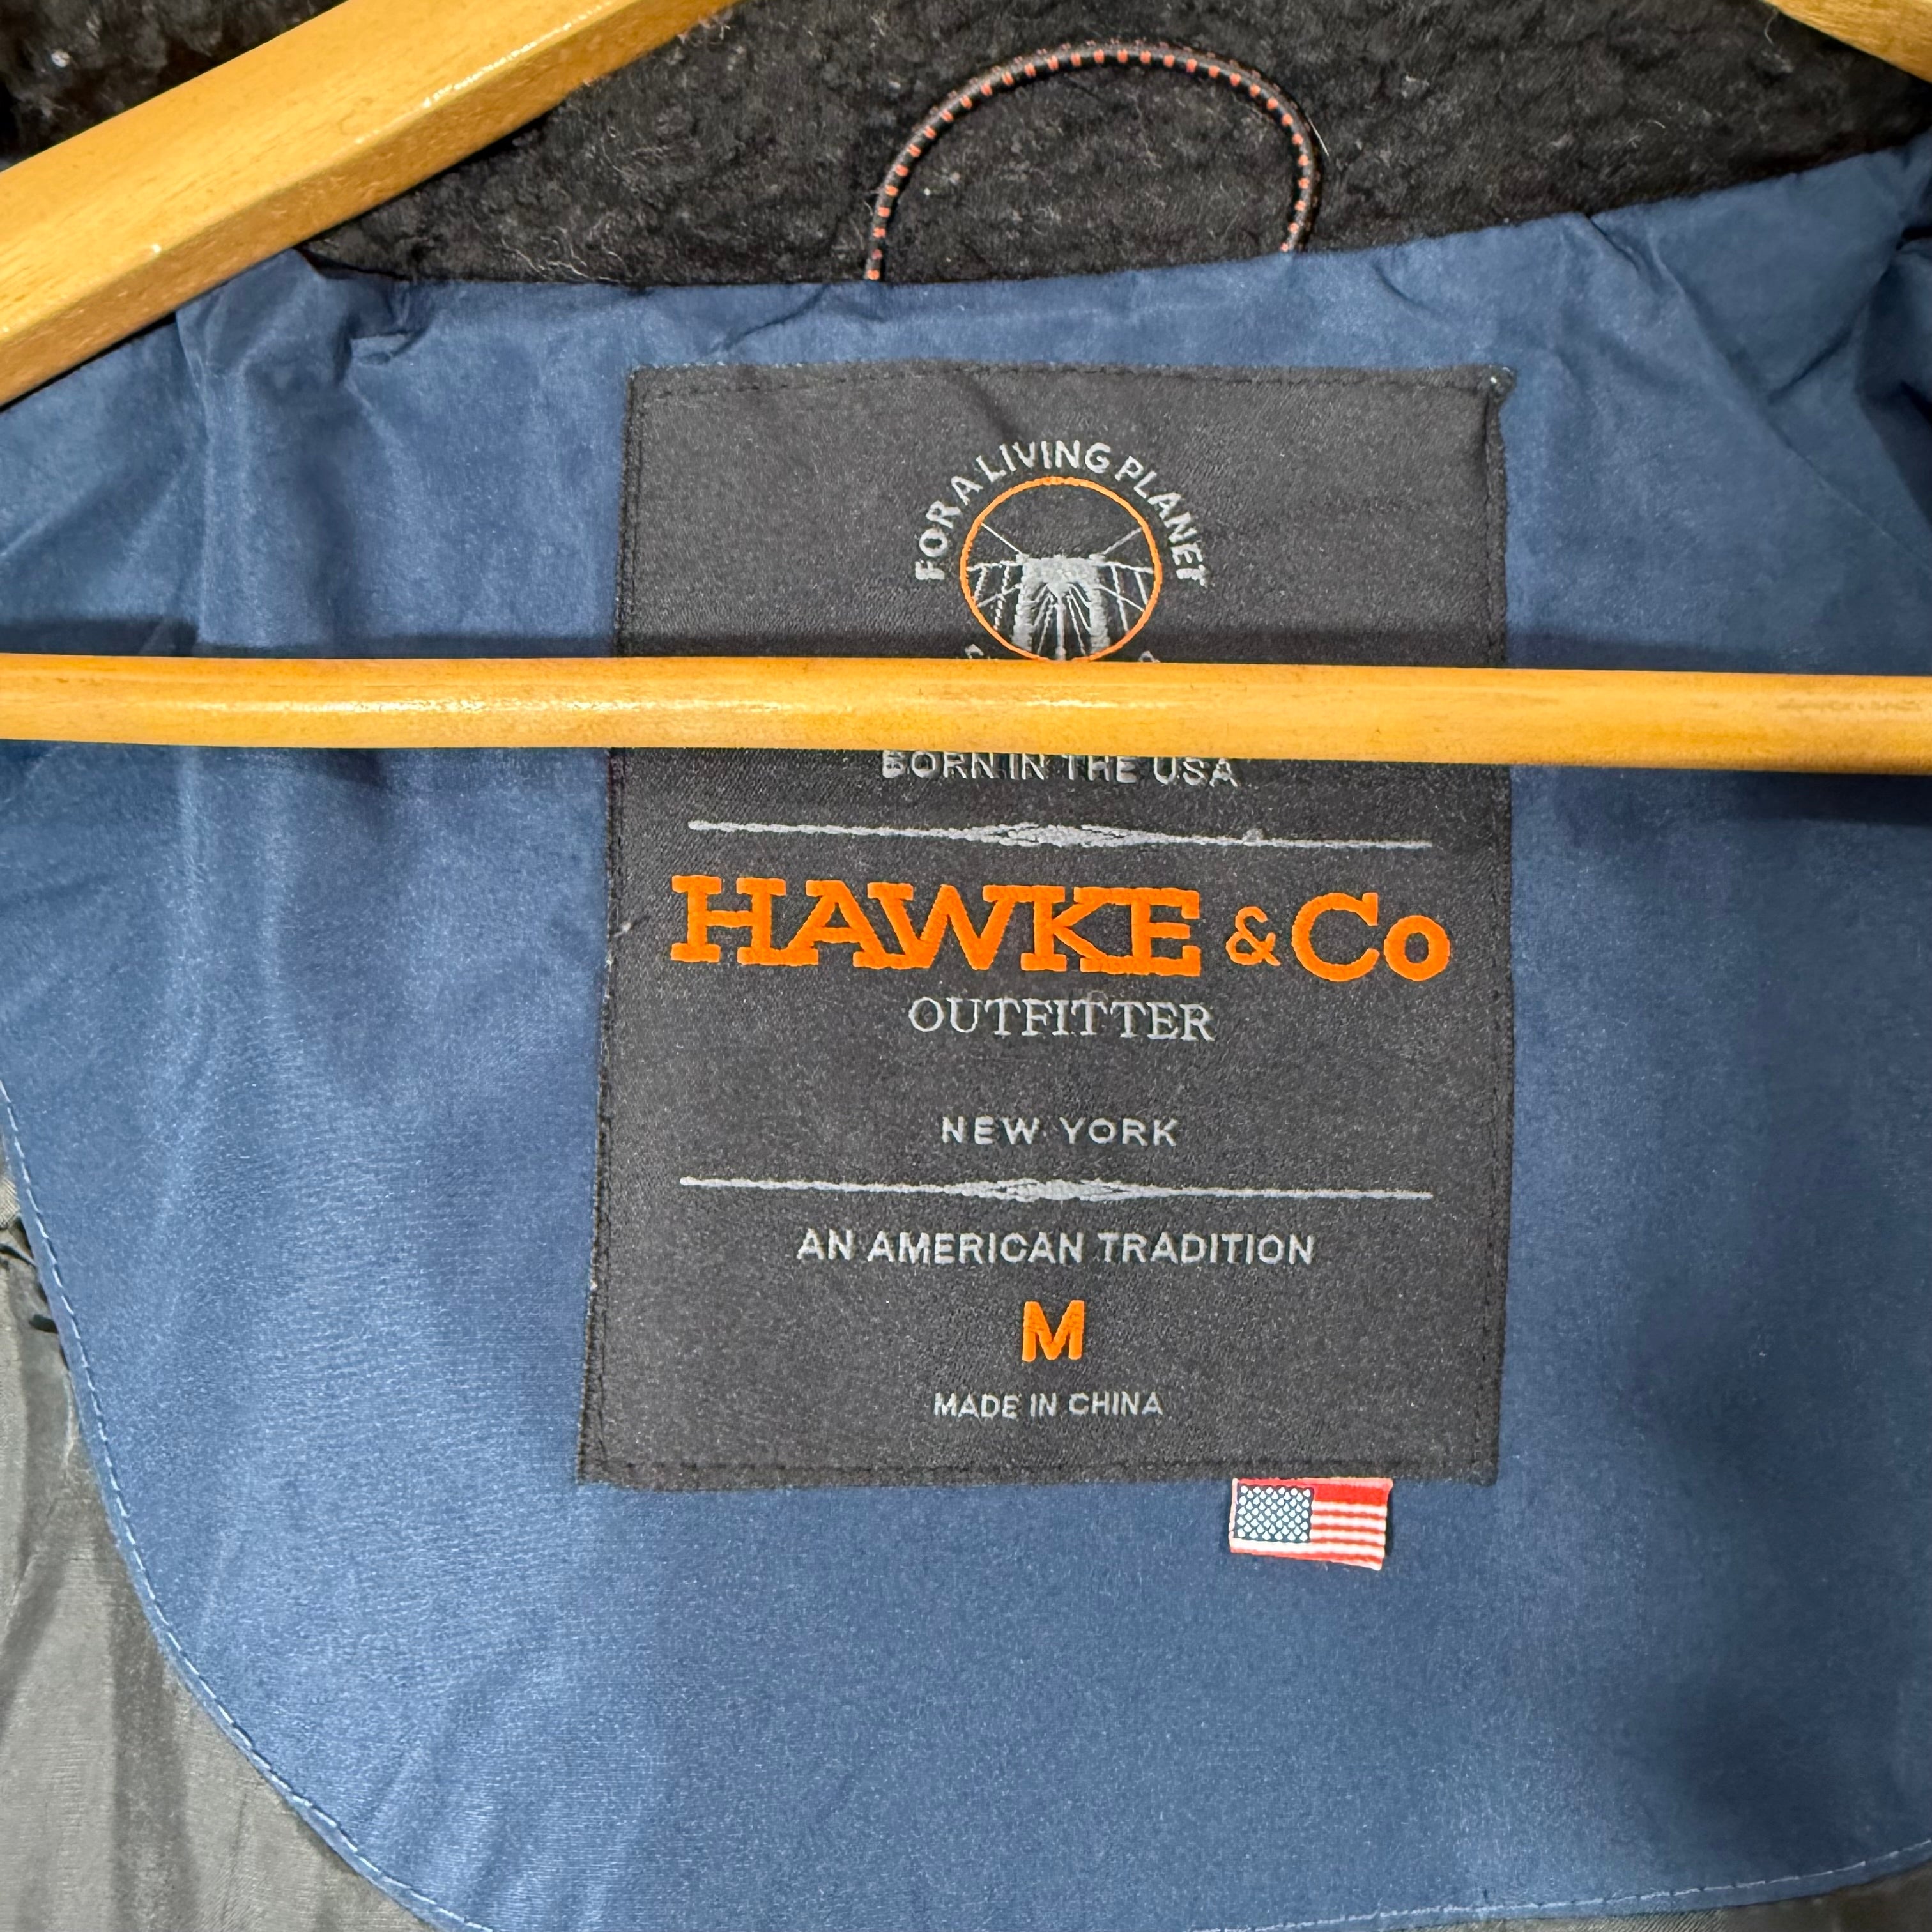 FOR A LIVING PLANET
BORN IN THE USA
HAWKE & Co
OUTFITTER
NEW YORK
AN AMERICAN TRADITION
M
MADE IN CHINA